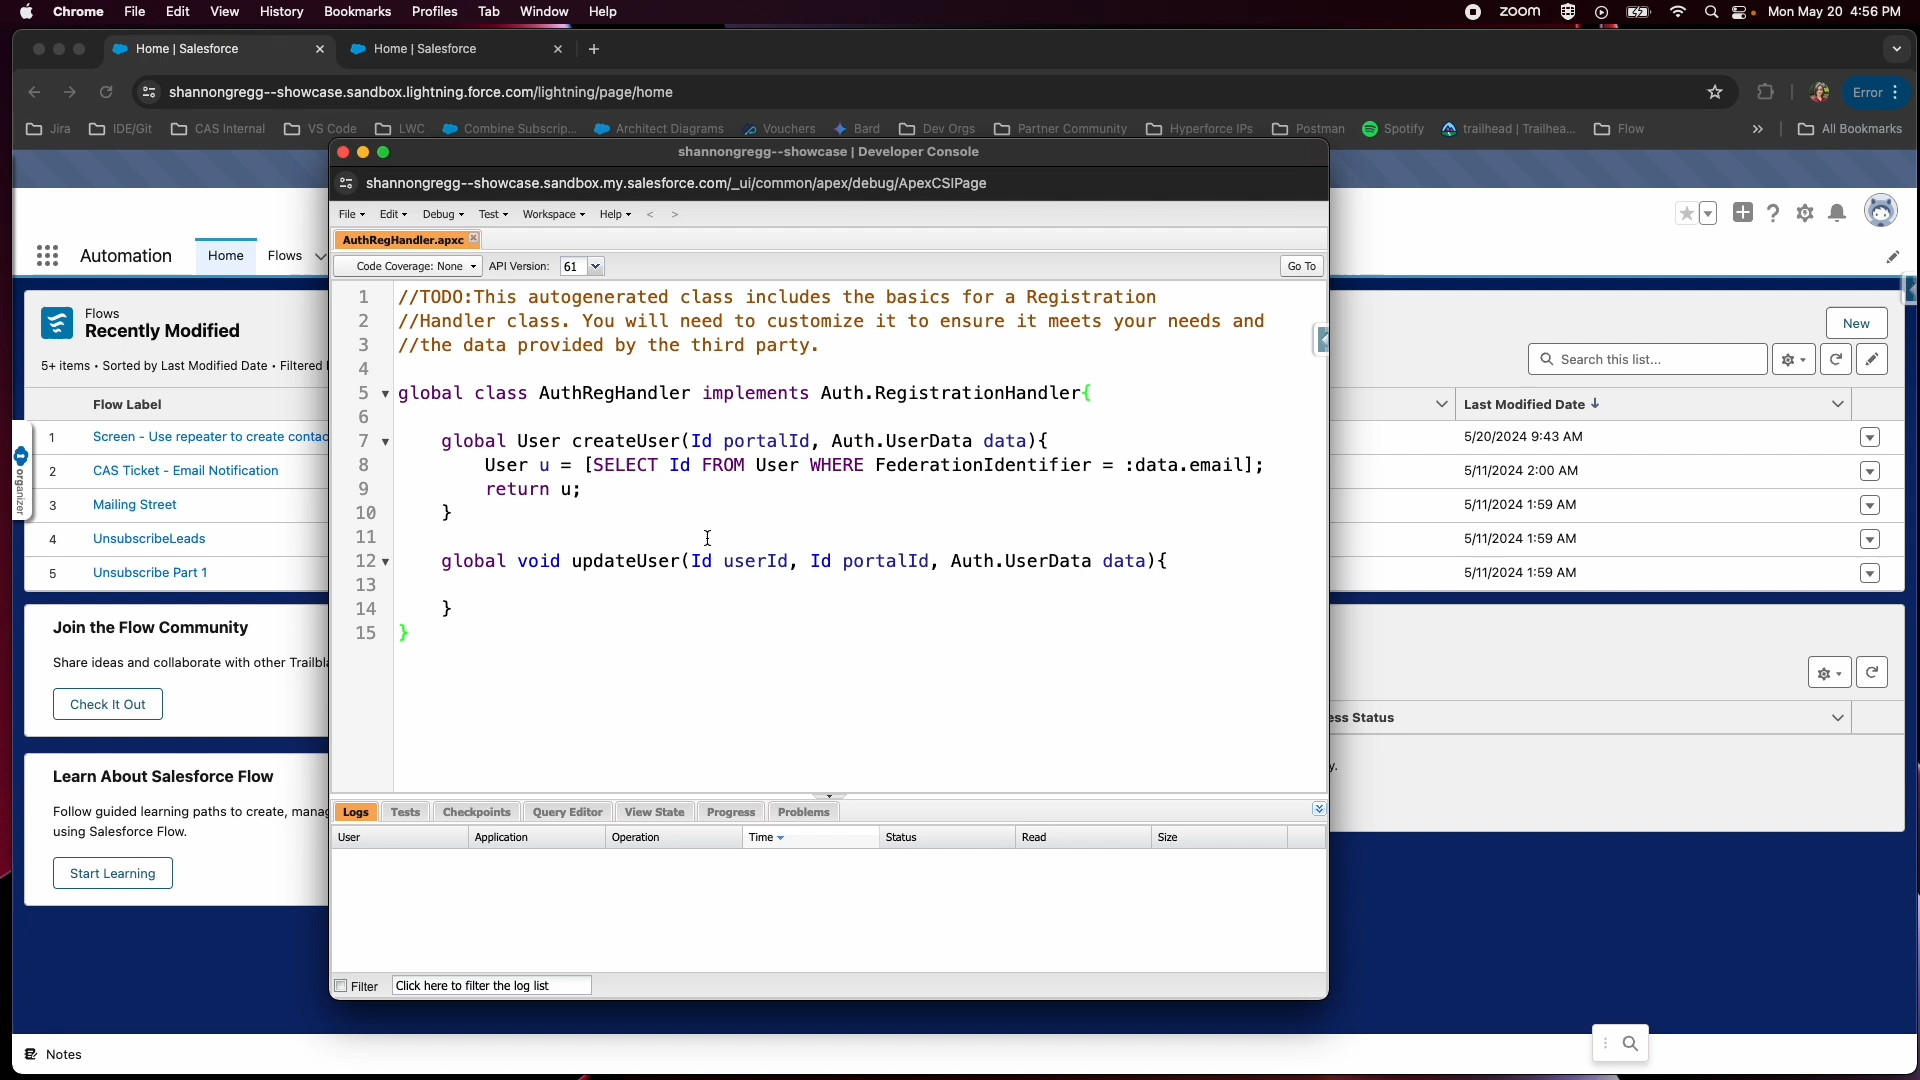 Chrome File Edit View History Bookmarks Profiles Tab Window Help
zoom Mon May 20 4:56 PM
Home | Salesforce
Home | Salesforce
shannongregg--showcase.sandbox.lightning.force.com/lightning/page/home
Error
Jira IDE/Git CAS Internal VS Code LWC Combine Subscrip... Architect Diagrams Vouchers Bard Dev Orgs Partner Community Hyperforce IPs Postman Spotify trailhead | Trailhea... Flow » All Bookmarks
shannongregg--showcase | Developer Console
shannongregg--showcase.sandbox.my.salesforce.com/_ui/common/apex/debug/ApexCSIPage
File Edit Debug Test Workspace Help < >
AuthRegHandler.apxc
Code Coverage: None API Version: 61 Go To
1 //TODO:This autogenerated class includes the basics for a Registration
2 //Handler class. You will need to customize it to ensure it meets your needs and
3 //the data provided by the third party.
4
5 global class AuthRegHandler implements Auth.RegistrationHandler{
6
7 global User createUser(Id portalId, Auth.UserData data){
8 User u = [SELECT Id FROM User WHERE FederationIdentifier = :data.email];
9 return u;
10 }
11
12 global void updateUser(Id userId, Id portalId, Auth.UserData data){
13
14 }
15 }
Logs Tests Checkpoints Query Editor View State Progress Problems
User Application Operation Time Status Read Size
Filter Click here to filter the log list
Automation Home Flows
Flows
Recently Modified
5+ items • Sorted by Last Modified Date • Filtered
Flow Label
1 Screen - Use repeater to create contac
2 CAS Ticket - Email Notification
3 Mailing Street
4 UnsubscribeLeads
5 Unsubscribe Part 1
organizer
Join the Flow Community
Share ideas and collaborate with other Trailbl
Check It Out
Learn About Salesforce Flow
Follow guided learning paths to create, mana
using Salesforce Flow.
Start Learning
New
Search this list...
Last Modified Date
5/20/2024 9:43 AM
5/11/2024 2:00 AM
5/11/2024 1:59 AM
5/11/2024 1:59 AM
5/11/2024 1:59 AM
ess Status
y.
Notes